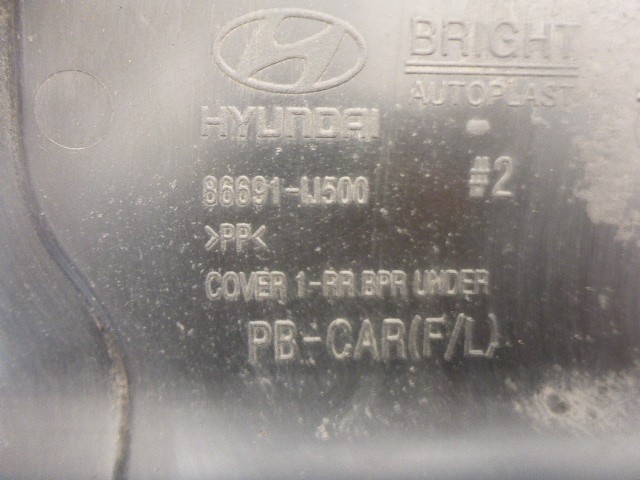 BRIGHT
AUTOPLAST
HYUNDAI
86691-1J500 #2
>PP<
COVER 1-RR.BPR UNDER
PB-CAR(F/L)